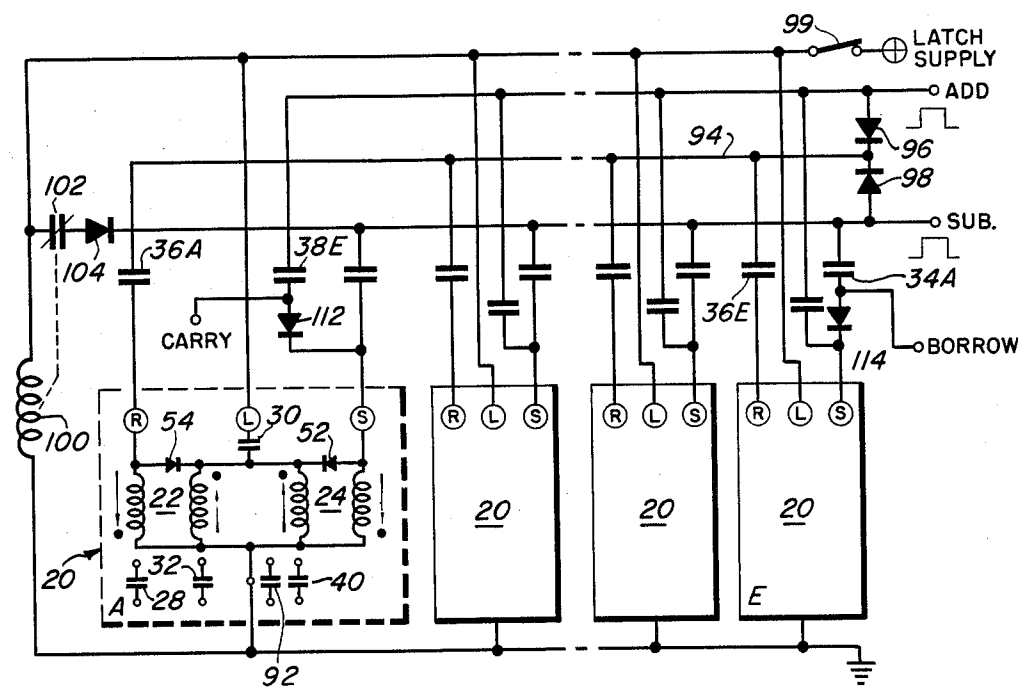 99
LATCH
SUPPLY
ADD
94
96
98
102
104
36A
38E
SUB.
34A
CARRY
112
36E
BORROW
114
100
R
L
30
S
54
52
22
24
R L S
20
R L S
20
R L S
20
20
32
28
A
40
E
92